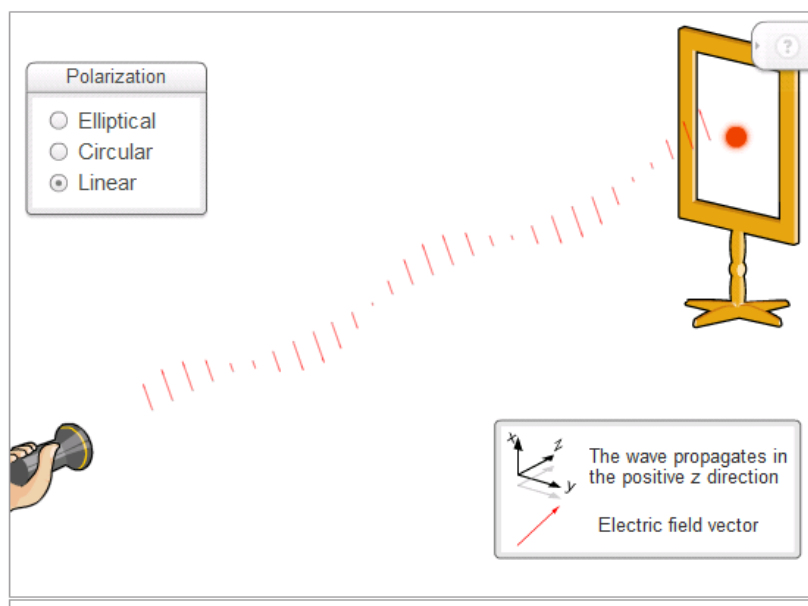 Polarization
Elliptical
Circular
Linear
?
x
z
y
The wave propagates in
the positive z direction
Electric field vector